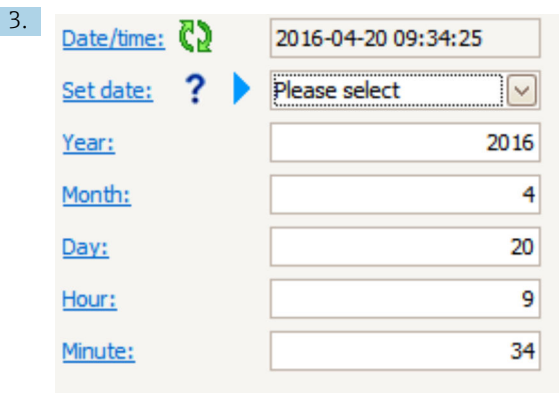 3.
Date/time: 2016-04-20 09:34:25
Set date: ? Please select
Year: 2016
Month: 4
Day: 20
Hour: 9
Minute: 34